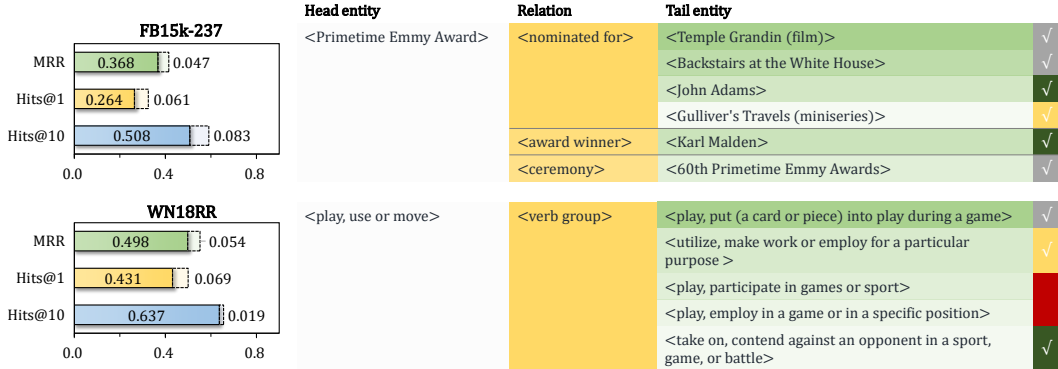 FB15k-237
MRR
0.368
0.047
Hits@1
0.264
0.061
Hits@10
0.508
0.083
0.0
0.4
0.8
Head entity
Relation
Tail entity
<Primetime Emmy Award>
<nominated for>
<Temple Grandin (film)>
√
<Backstairs at the White House>
√
<John Adams>
√
<Gulliver's Travels (miniseries)>
√
<award winner>
<Karl Malden>
√
<ceremony>
<60th Primetime Emmy Awards>
√
WN18RR
MRR
0.498
0.054
Hits@1
0.431
0.069
Hits@10
0.637
0.019
0.0
0.4
0.8
<play, use or move>
<verb group>
<play, put (a card or piece) into play during a game>
√
<utilize, make work or employ for a particular
purpose >
√
<play, participate in games or sport>
<play, employ in a game or in a specific position>
<take on, contend against an opponent in a sport,
game, or battle>
√